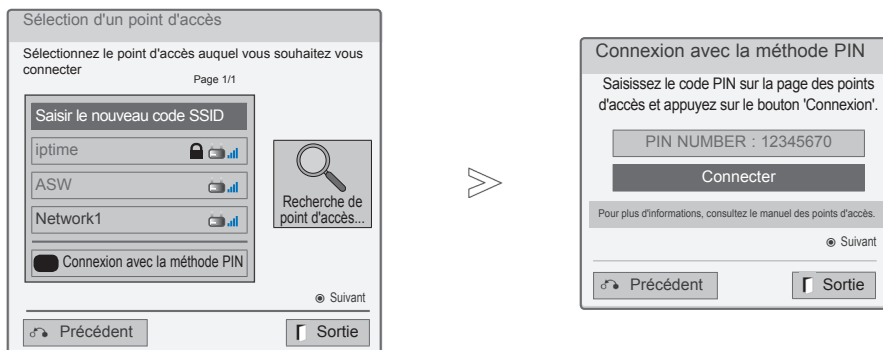 Sélection d'un point d'accès
Sélectionnez le point d'accès auquel vous souhaitez vous
connecter
Page 1/1
Saisir le nouveau code SSID
iptime
ASW
Network1
Connexion avec la méthode PIN
Recherche de
point d'accès...
Suivant
Précédent
Sortie
Connexion avec la méthode PIN
Saisissez le code PIN sur la page des points
d'accès et appuyez sur le bouton 'Connexion'.
PIN NUMBER : 12345670
Connecter
Pour plus d'informations, consultez le manuel des points d'accès.
Suivant
Précédent
Sortie